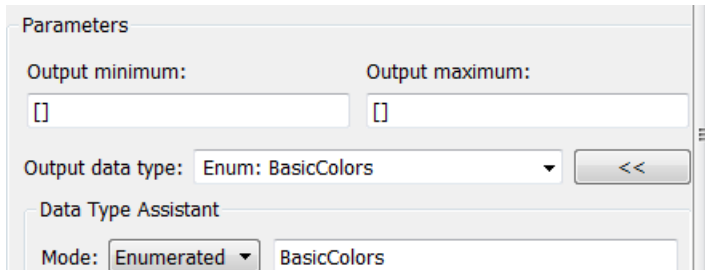 Parameters
Output minimum: Output maximum:
[] []
Output data type: Enum: BasicColors <<
Data Type Assistant
Mode: Enumerated BasicColors